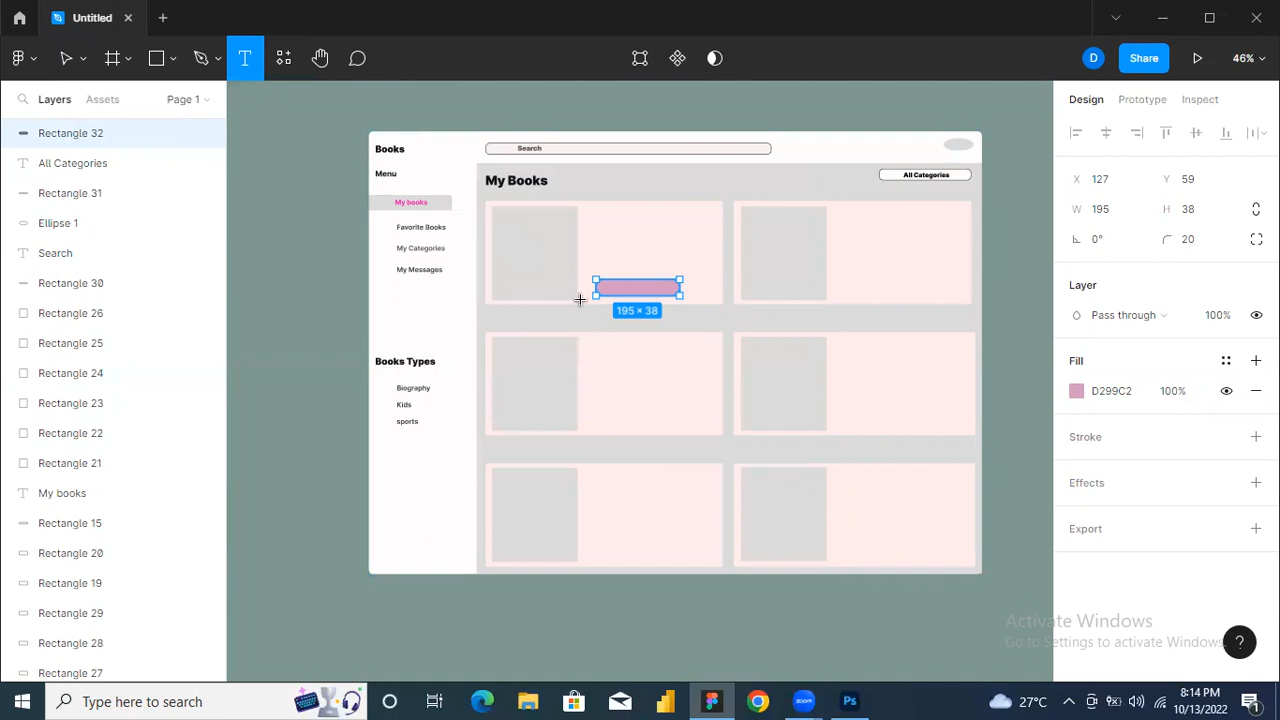 Untitled
T
D
Share
46%
Layers
Assets
Page 1
Rectangle 32
All Categories
Rectangle 31
Ellipse 1
Search
Rectangle 30
Rectangle 26
Rectangle 25
Rectangle 24
Rectangle 23
Rectangle 22
Rectangle 21
My books
Rectangle 15
Rectangle 20
Rectangle 19
Rectangle 29
Rectangle 28
Rectangle 27
Books
Search
Menu
My Books
All Categories
My books
Favorite Books
My Categories
My Messages
195 × 38
Books Types
Biography
Kids
sports
Design
Prototype
Inspect
X 127 Y 59
W 195 H 38
0° 20
Layer
Pass through 100%
Fill
D299C2 100%
Stroke
Effects
Export
Activate Windows
Go to Settings to activate Windows.
?
Type here to search
27°C
8:14 PM
10/13/2022
1